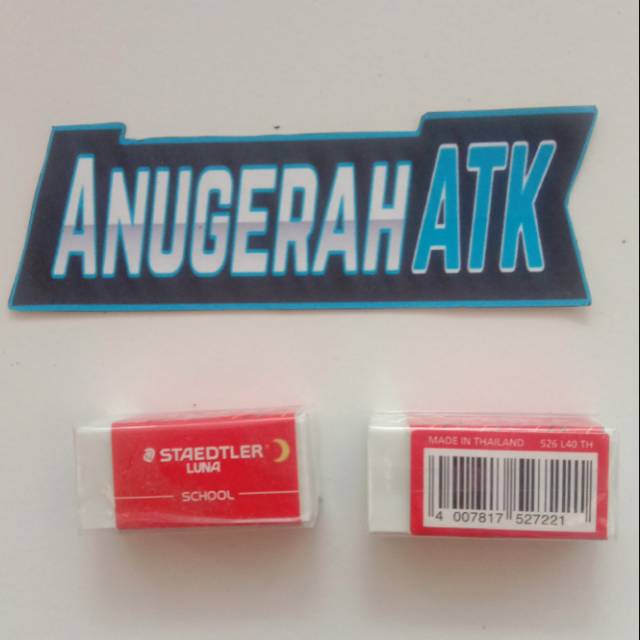 ANUGERAH ATK
STAEDTLER
LUNA
SCHOOL
MADE IN THAILAND 526 L40 TH
4 007817 527221